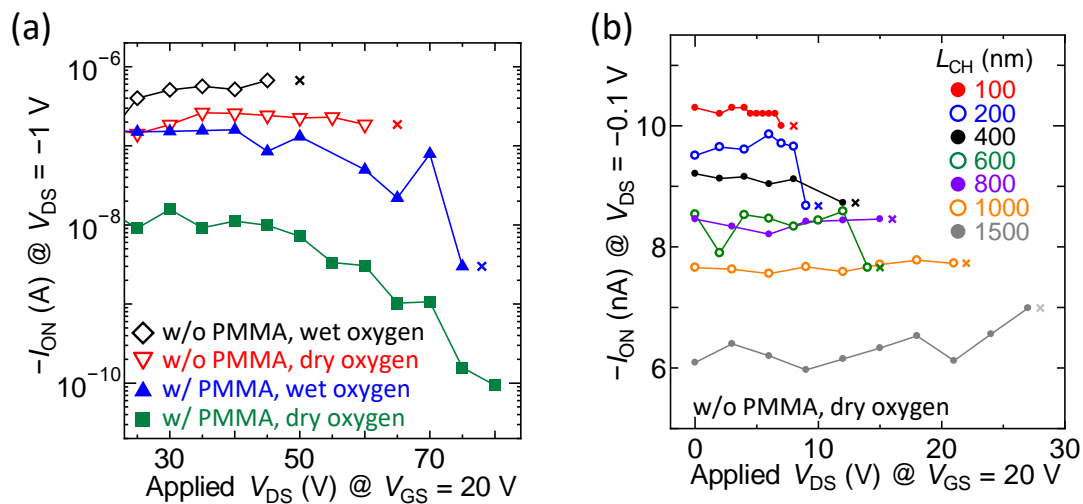 (a)
−I_ON (A) @ V_DS = −1 V
10⁻⁶
10⁻⁸
10⁻¹⁰
w/o PMMA, wet oxygen
w/o PMMA, dry oxygen
w/ PMMA, wet oxygen
w/ PMMA, dry oxygen
30 50 70
Applied V_DS (V) @ V_GS = 20 V
(b)
−I_ON (nA) @ V_DS = −0.1 V
10
8
6
L_CH (nm)
100
200
400
600
800
1000
1500
w/o PMMA, dry oxygen
0 10 20 30
Applied V_DS (V) @ V_GS = 20 V